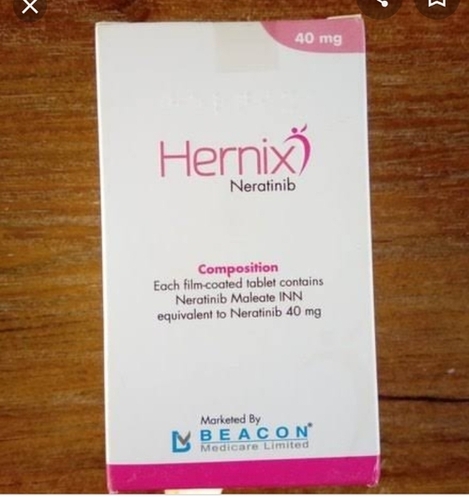 40 mg
Hernix
Neratinib
Composition
Each film-coated tablet contains
Neratinib Maleate INN
equivalent to Neratinib 40 mg
Marketed By
BEACON®
Medicare Limited